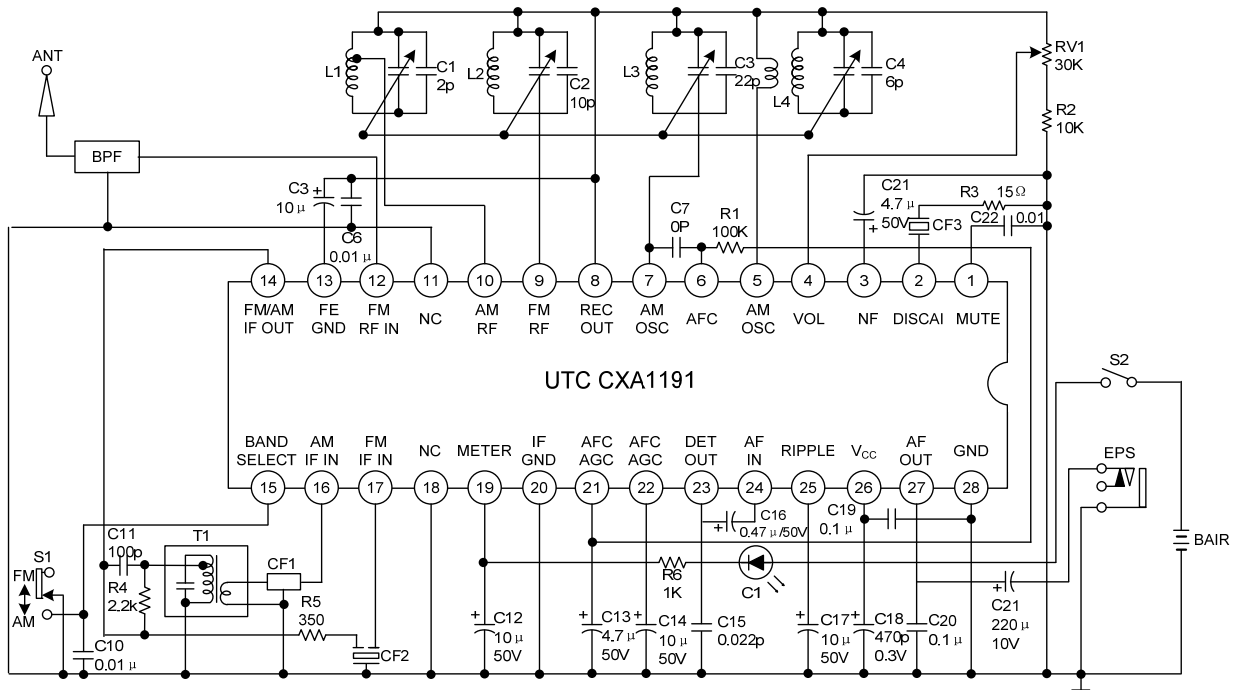 ANT
BPF
L1
C1
2p
L2
C2
10p
L3
C3
22p
L4
C4
6p
RV1
30K
R2
10K
C3 +
10 μ
C6
0.01 μ
C7
0P
R1
100K
C21
4.7 μ
50V
+
CF3
R3 15Ω
C22 0.01
14 13 12 11 10 9 8 7 6 5 4 3 2 1
FM/AM
IF OUT
FE
GND
FM
RF IN
NC
AM
RF
FM
RF
REC
OUT
AM
OSC
AFC
AM
OSC
VOL
NF
DISCAI
MUTE
UTC CXA1191
BAND
SELECT
AM
IF IN
FM
IF IN
NC
METER
IF
GND
AFC
AGC
AFC
AGC
DET
OUT
AF
IN
RIPPLE
VCC
AF
OUT
GND
15 16 17 18 19 20 21 22 23 24 25 26 27 28
S2
EPS
BAIR
S1
FM
AM
C11
100p
R4
2.2k
T1
CF1
R5
350
CF2
C10
0.01 μ
+ C16
0.47 μ/50V
C19
0.1 μ
R6
1K
C1
+ C12
10 μ
50V
+ C13
4.7 μ
50V
+ C14
10 μ
50V
C15
0.022p
+ C17
10 μ
50V
+ C18
470p
0.3V
C20
0.1 μ
+
C21
220 μ
10V